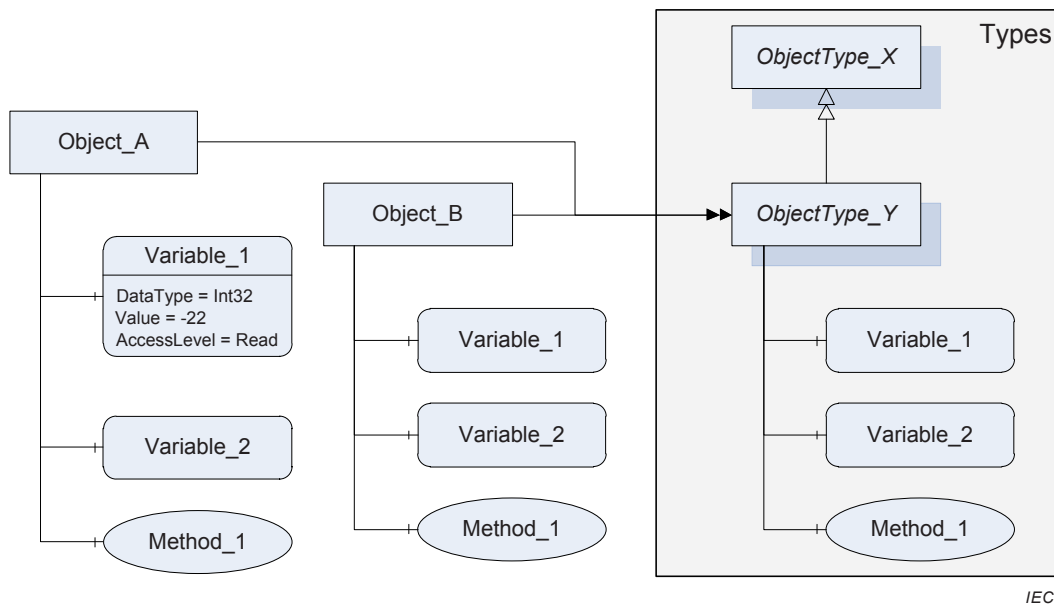 Types
ObjectType_X
Object_A
Object_B
ObjectType_Y
Variable_1
DataType = Int32
Value = -22
AccessLevel = Read
Variable_1
Variable_1
Variable_2
Variable_2
Variable_2
Method_1
Method_1
Method_1
IEC